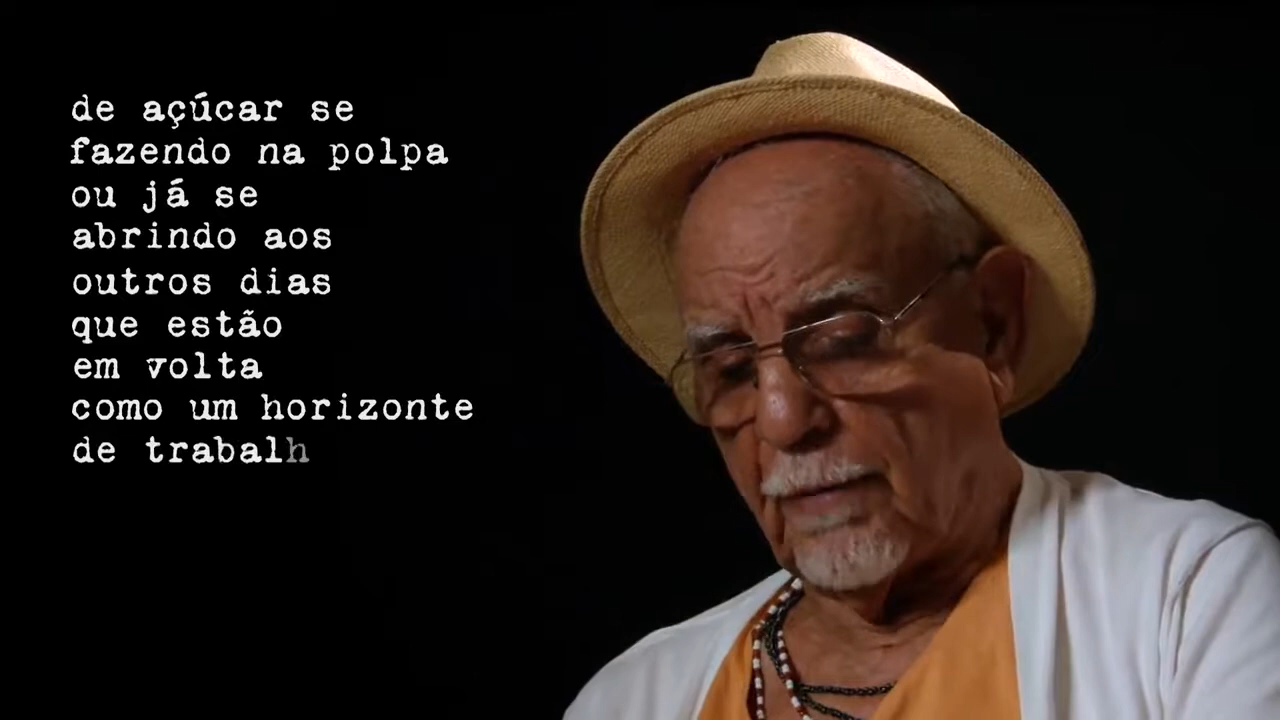 de açúcar se
fazendo na polpa
ou já se
abrindo aos
outros dias
que estão
em volta
como um horizonte
de trabalh